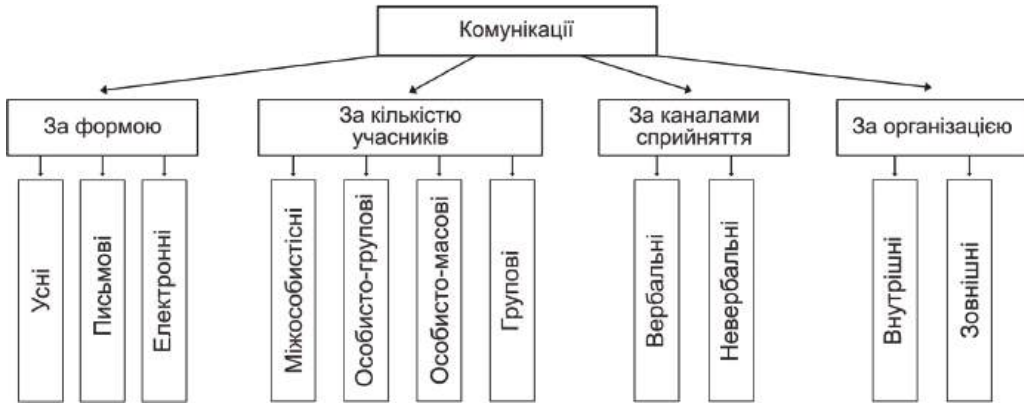 Комунікації
За формою
За кількістю
учасників
За каналами
сприйняття
За організацією
Усні
Письмові
Електронні
Міжособистісні
Особисто-групові
Особисто-масові
Групові
Вербальні
Невербальні
Внутрішні
Зовнішні